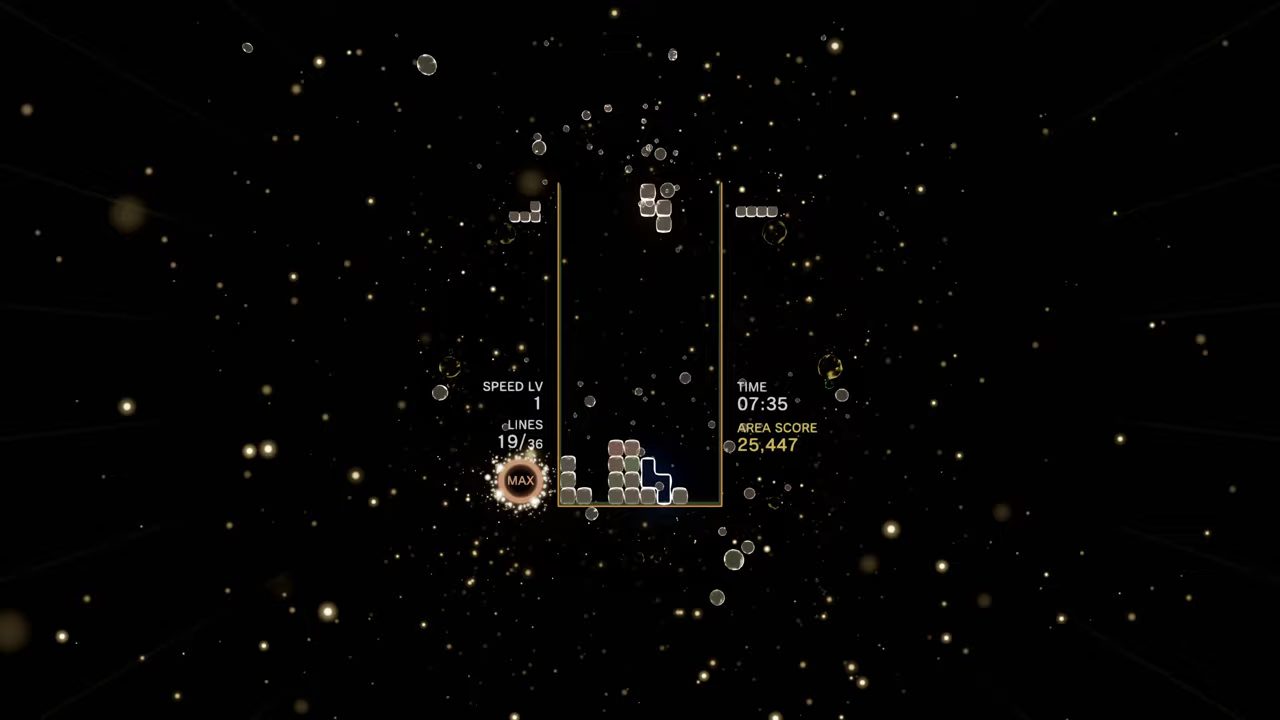 SPEED LV
1
LINES
19/36
MAX
TIME
07:35
AREA SCORE
25,447